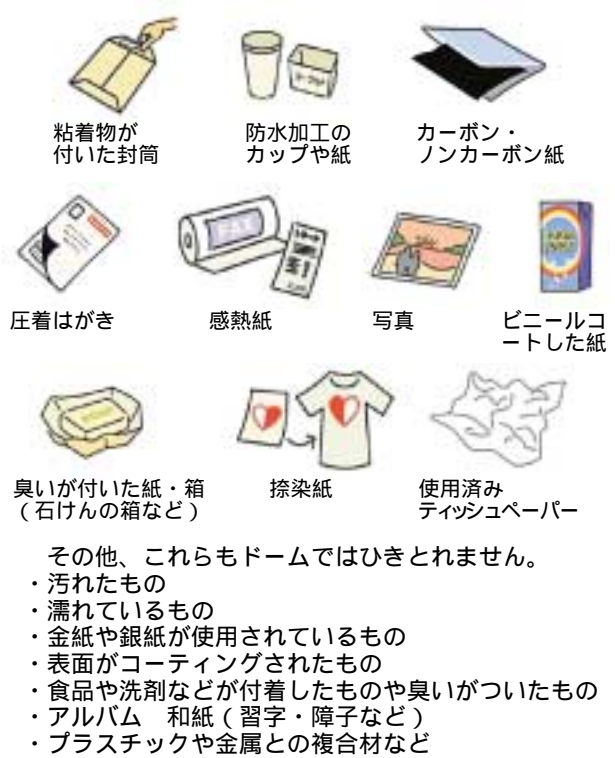 粘着物が
付いた封筒
防水加工の
カップや紙
カーボン・
ノンカーボン紙
FAX
圧着はがき
感熱紙
写真
ビニールコ
ートした紙
臭いが付いた紙・箱
(石けんの箱など)
捺染紙
使用済み
ティッシュペーパー
その他、これらもドームではひきとれません。
・汚れたもの
・濡れているもの
・金紙や銀紙が使用されているもの
・表面がコーティングされたもの
・食品や洗剤などが付着したものや臭いがついたもの
・アルバム 和紙(習字・障子など)
・プラスチックや金属との複合材など